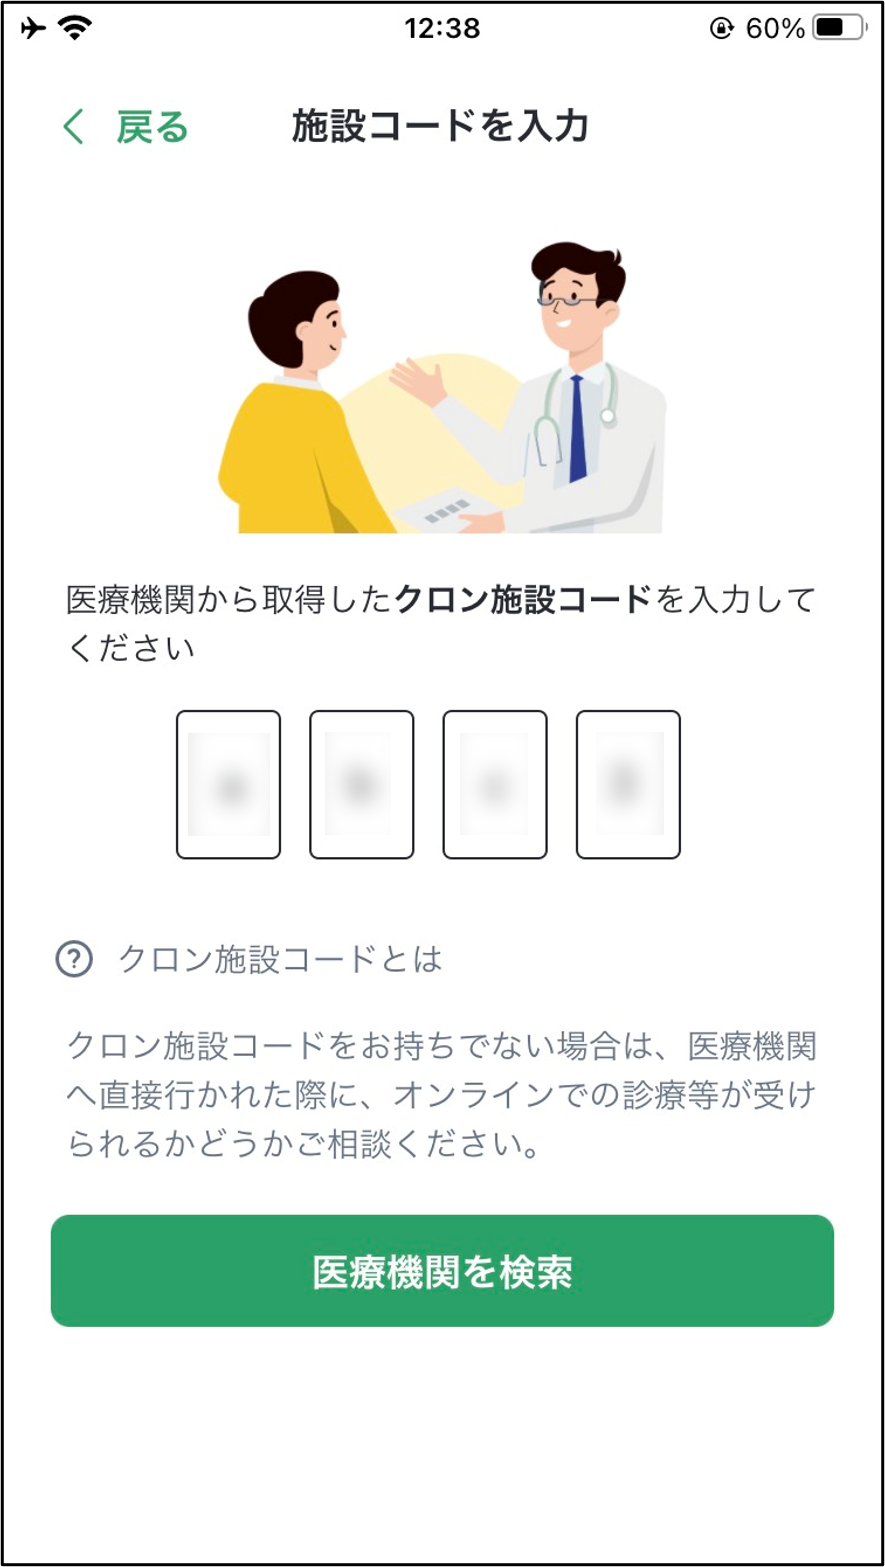 12:38
60%
戻る
施設コードを入力
医療機関から取得したクロン施設コードを入力して
ください
? クロン施設コードとは
クロン施設コードをお持ちでない場合は、医療機関
へ直接行かれた際に、オンラインでの診療等が受け
られるかどうかご相談ください。
医療機関を検索